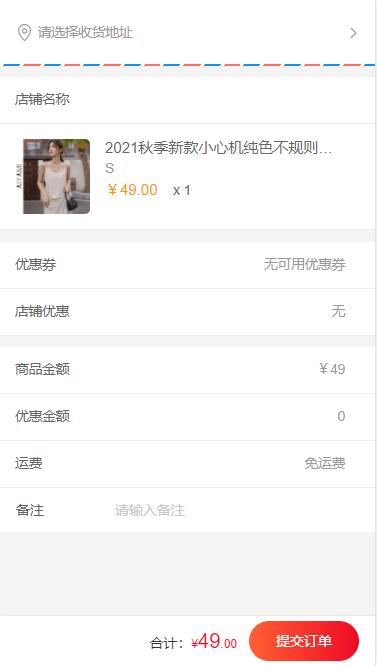 请选择收货地址
店铺名称
2021秋季新款小心机纯色不规则…
S
￥49.00 x 1
优惠券 无可用优惠券
店铺优惠 无
商品金额 ￥49
优惠金额 0
运费 免运费
备注 请输入备注
合计：¥49.00 提交订单